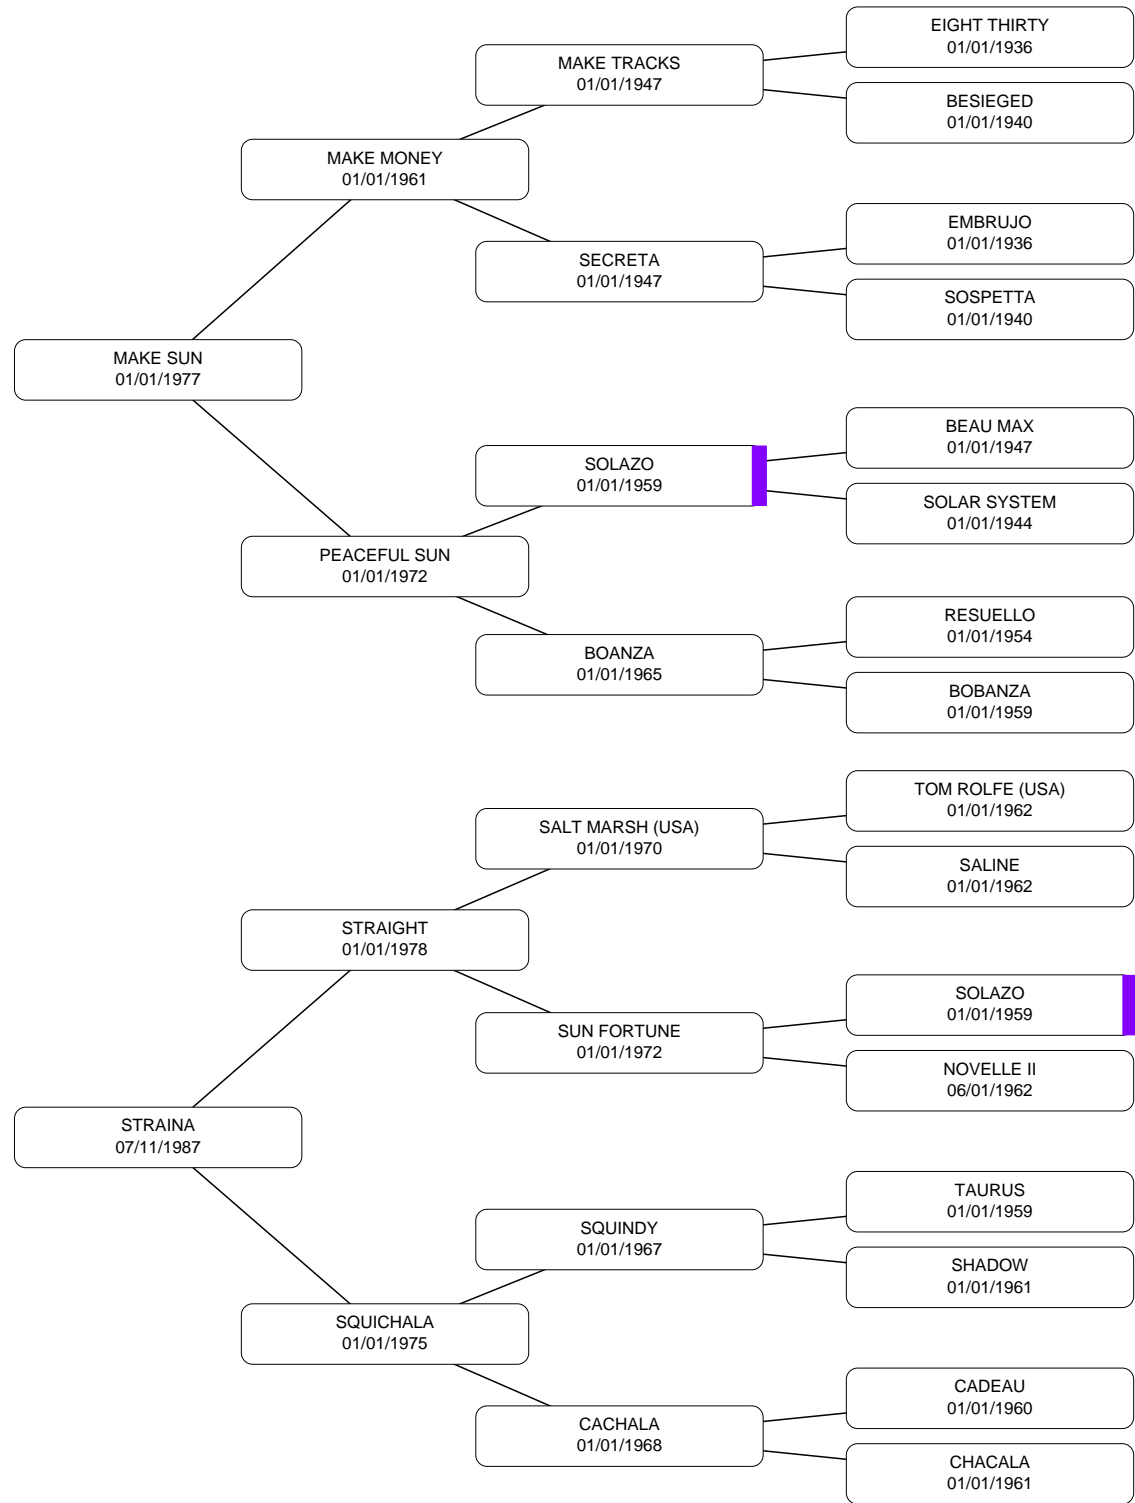 EIGHT THIRTY
01/01/1936
MAKE TRACKS
01/01/1947
BESIEGED
01/01/1940
MAKE MONEY
01/01/1961
EMBRUJO
01/01/1936
SECRETA
01/01/1947
SOSPETTA
01/01/1940
MAKE SUN
01/01/1977
BEAU MAX
01/01/1947
SOLAZO
01/01/1959
SOLAR SYSTEM
01/01/1944
PEACEFUL SUN
01/01/1972
RESUELLO
01/01/1954
BOANZA
01/01/1965
BOBANZA
01/01/1959
TOM ROLFE (USA)
01/01/1962
SALT MARSH (USA)
01/01/1970
SALINE
01/01/1962
STRAIGHT
01/01/1978
SOLAZO
01/01/1959
SUN FORTUNE
01/01/1972
NOVELLE II
06/01/1962
STRAINA
07/11/1987
TAURUS
01/01/1959
SQUINDY
01/01/1967
SHADOW
01/01/1961
SQUICHALA
01/01/1975
CADEAU
01/01/1960
CACHALA
01/01/1968
CHACALA
01/01/1961